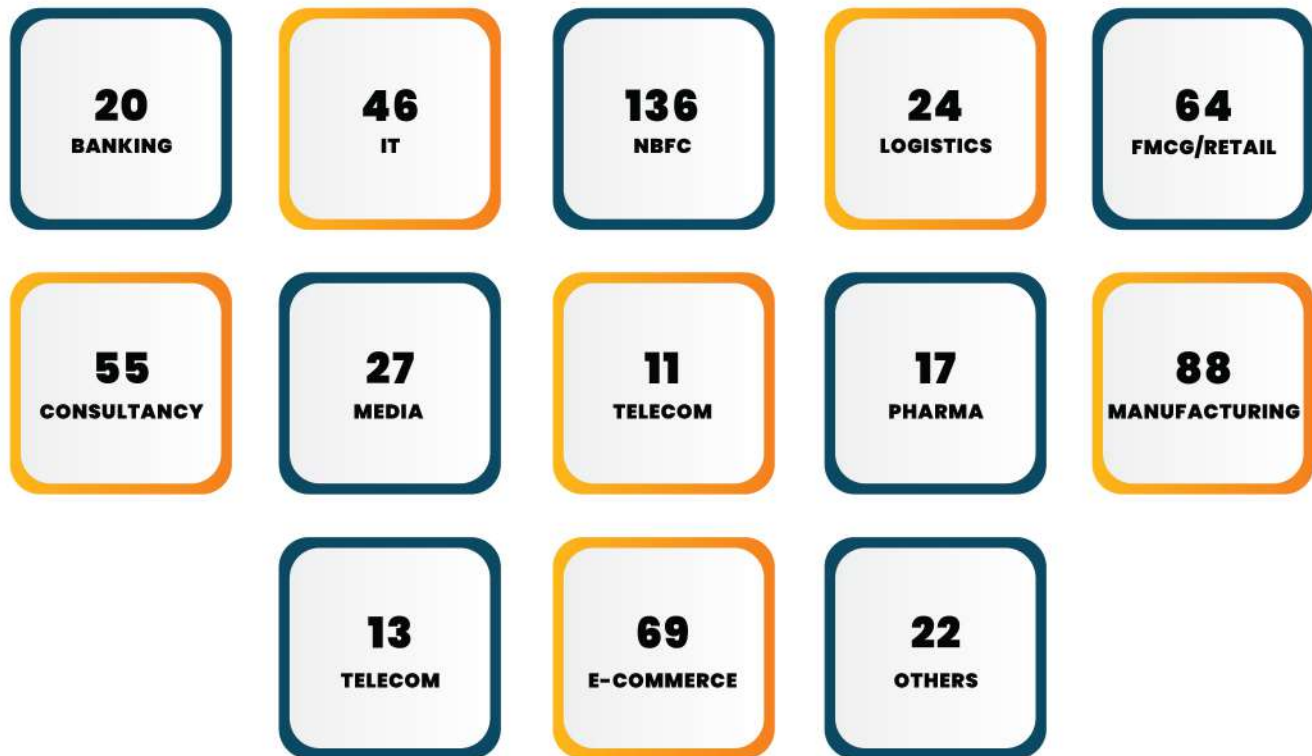 20
BANKING
46
IT
136
NBFC
24
LOGISTICS
64
FMCG/RETAIL
55
CONSULTANCY
27
MEDIA
11
TELECOM
17
PHARMA
88
MANUFACTURING
13
TELECOM
69
E-COMMERCE
22
OTHERS